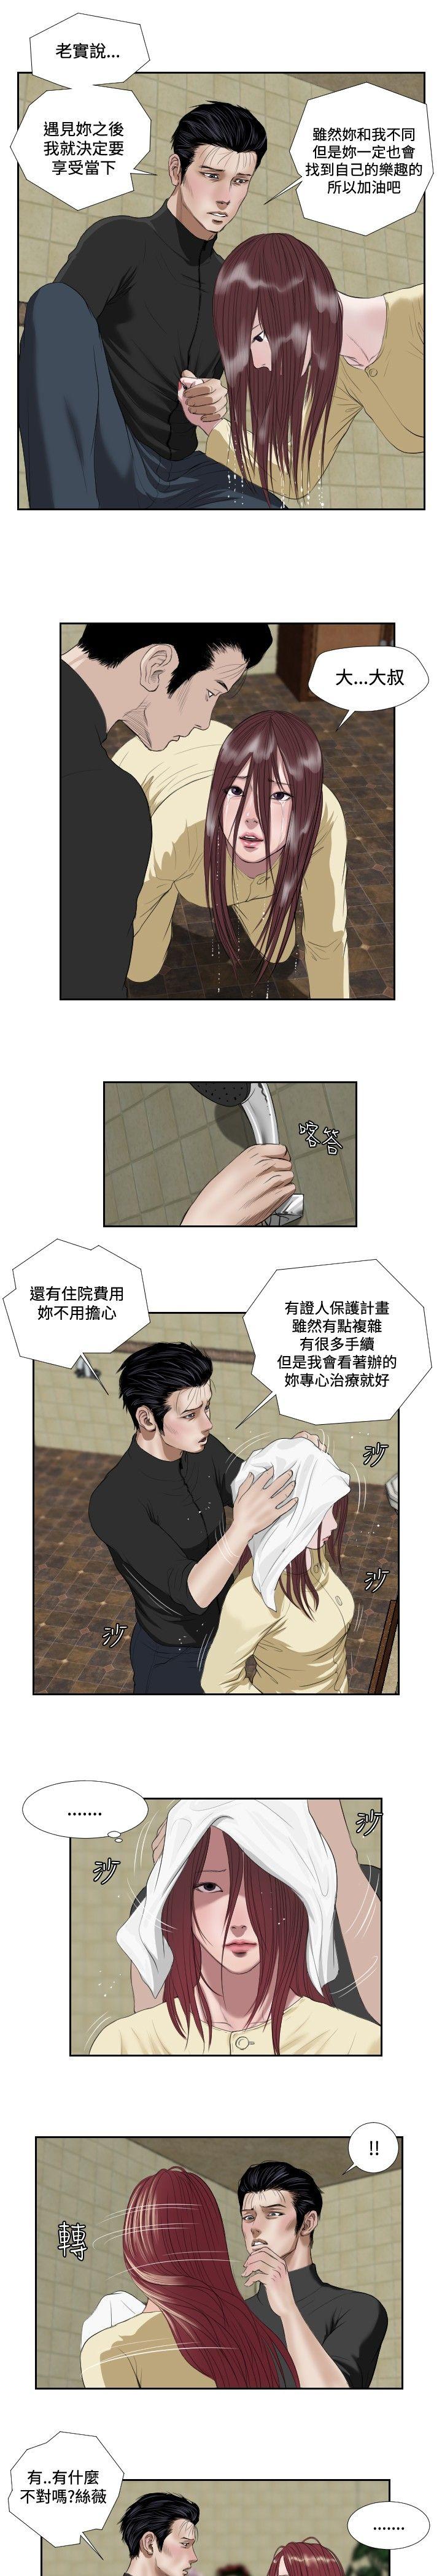 老實說...
遇見妳之後
我就決定要
享受當下
雖然妳和我不同
但是妳一定也會
找到自己的樂趣的
所以加油吧
大...大叔
喀答
還有住院費用
妳不用擔心
有證人保護計畫
雖然有點複雜
有很多手續
但是我會看著辦的
妳專心治療就好
沙
沙
沙
.......
沙
沙
!!
轉
有..有什麼
不對嗎?絲薇
.......